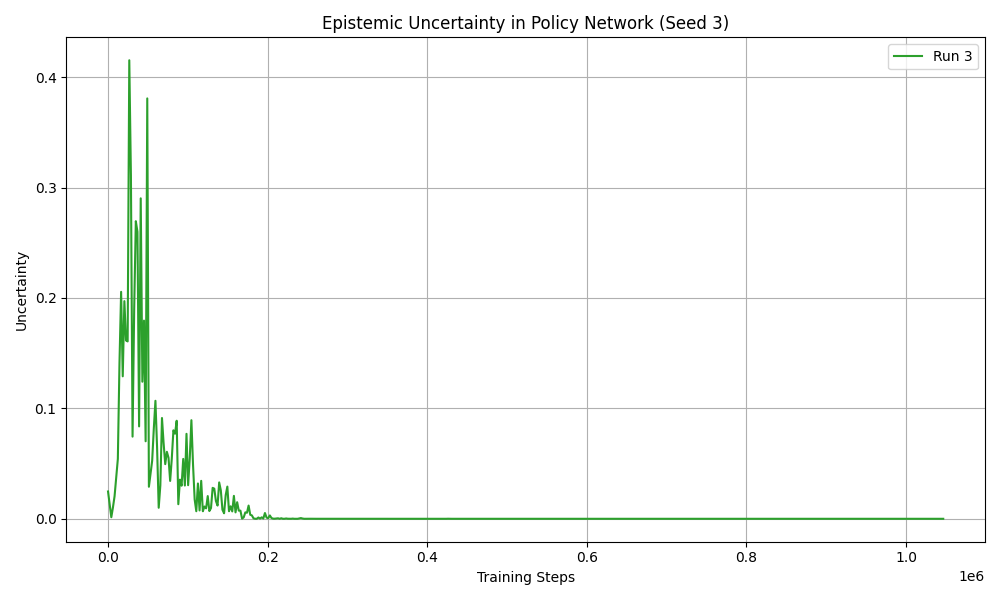 Epistemic Uncertainty in Policy Network (Seed 3)
Run 3
Uncertainty
0.4
0.3
0.2
0.1
0.0
0.0 0.2 0.4 0.6 0.8 1.0
1e6
Training Steps